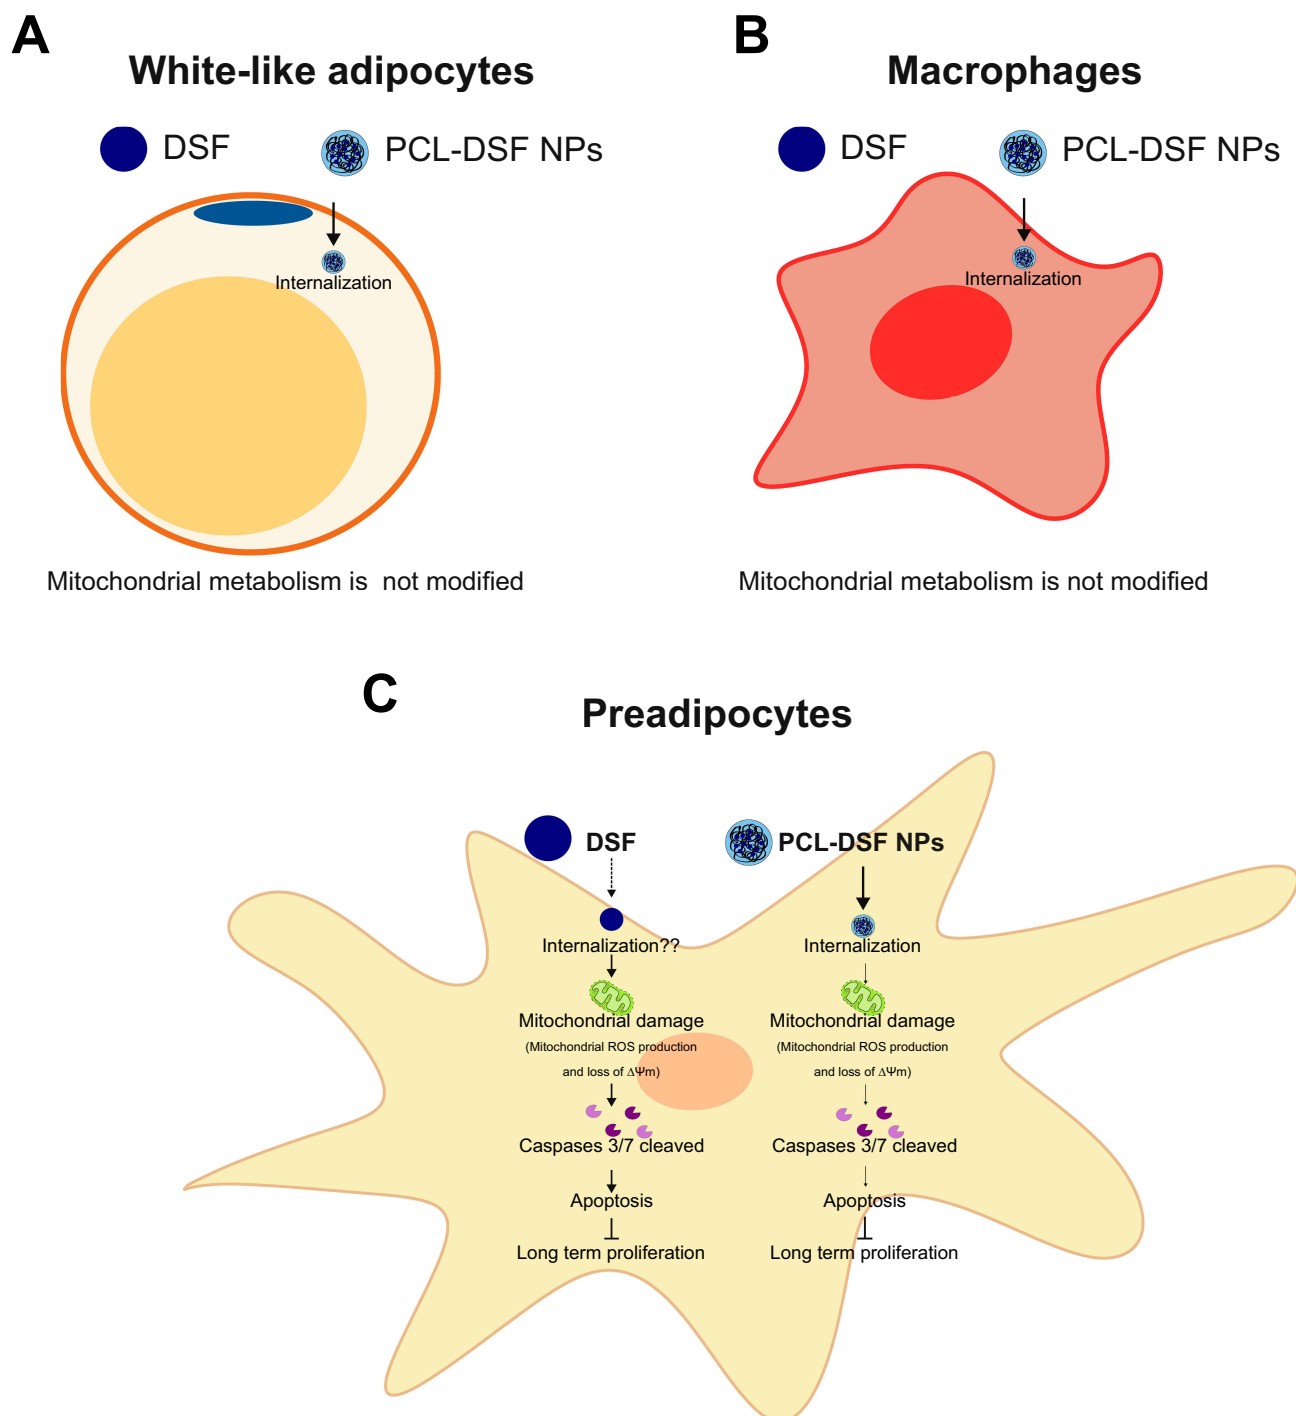 A
White-like adipocytes
DSF
PCL-DSF NPs
Internalization
Mitochondrial metabolism is  not modified
B
Macrophages
DSF
PCL-DSF NPs
Internalization
Mitochondrial metabolism is not modified
C
Preadipocytes
DSF
Internalization??
Mitochondrial damage
(Mitochondrial ROS production
and loss of ΔΨm)
Caspases 3/7 cleaved
Apoptosis
Long term proliferation
PCL-DSF NPs
Internalization
Mitochondrial damage
(Mitochondrial ROS production
and loss of ΔΨm)
Caspases 3/7 cleaved
Apoptosis
Long term proliferation